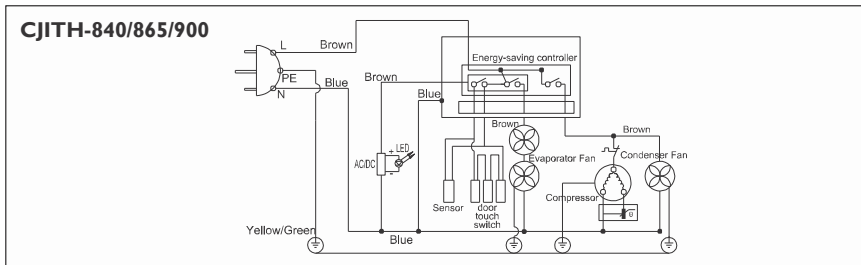 CJITH-840/865/900
L
Brown
PE
N
Blue
Brown
Blue
Energy-saving controller
Brown
Brown
AC/DC
+
LED
-
Evaporator Fan
Condenser Fan
Sensor
door
touch
switch
Compressor
θ
Yellow/Green
Blue